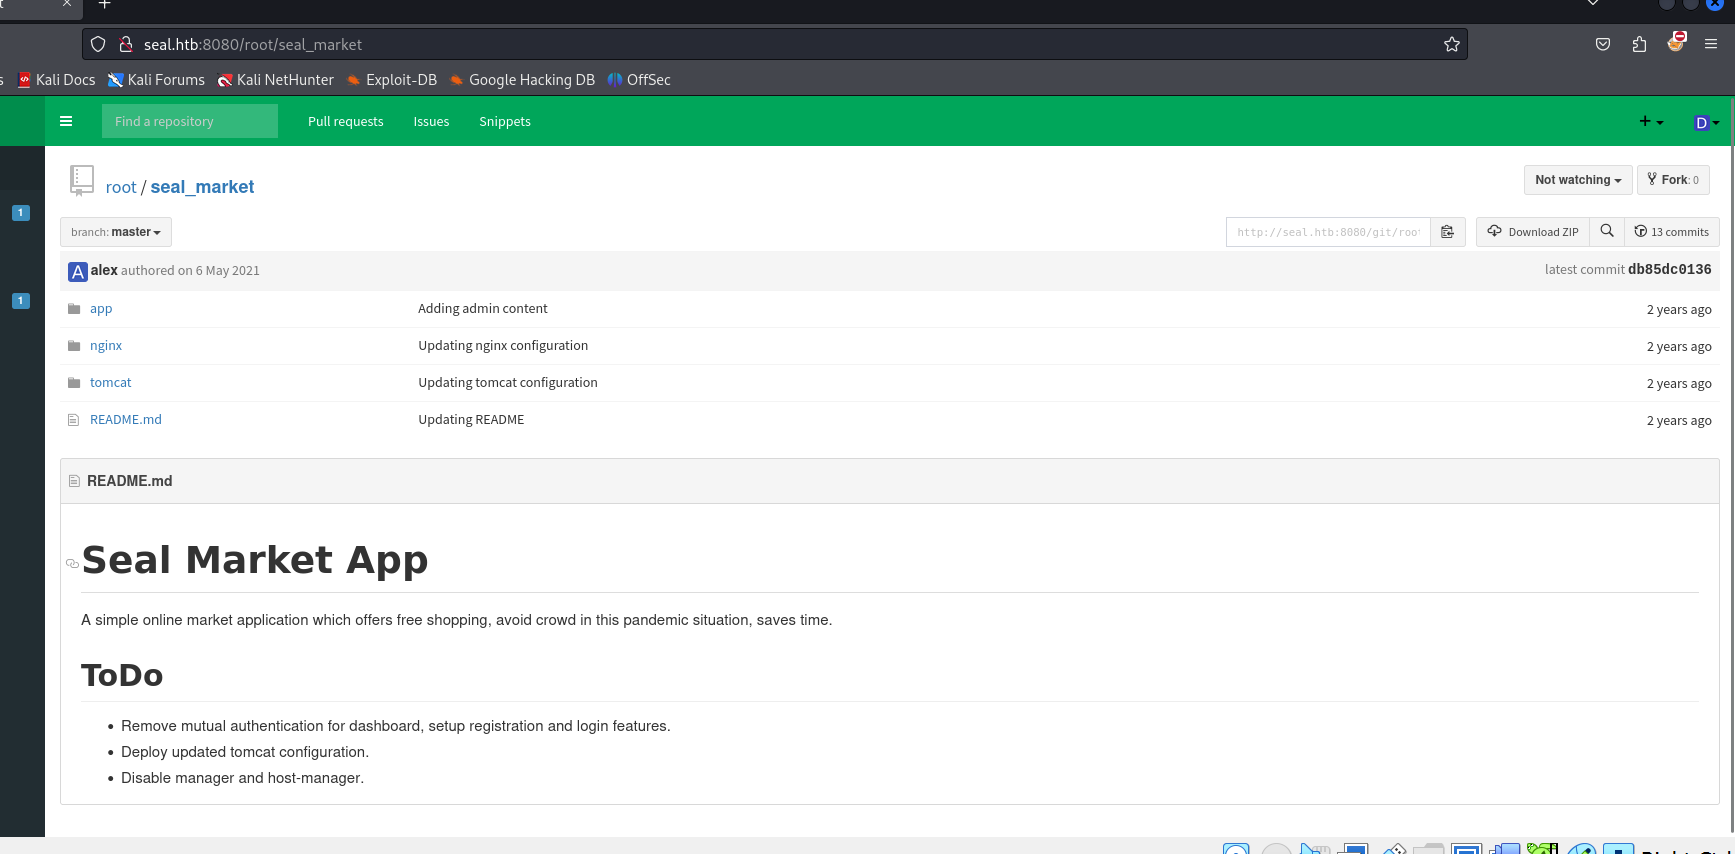 seal.htb:8080/root/seal_market
Kali Docs Kali Forums Kali NetHunter Exploit-DB Google Hacking DB OffSec
Find a repository Pull requests Issues Snippets D
root / seal_market Not watching Fork: 0
branch: master http://seal.htb:8080/git/root Download ZIP 13 commits
A alex authored on 6 May 2021 latest commit db85dc0136
1
1
app Adding admin content 2 years ago
nginx Updating nginx configuration 2 years ago
tomcat Updating tomcat configuration 2 years ago
README.md Updating README 2 years ago
README.md
Seal Market App
A simple online market application which offers free shopping, avoid crowd in this pandemic situation, saves time.
ToDo
• Remove mutual authentication for dashboard, setup registration and login features.
• Deploy updated tomcat configuration.
• Disable manager and host-manager.